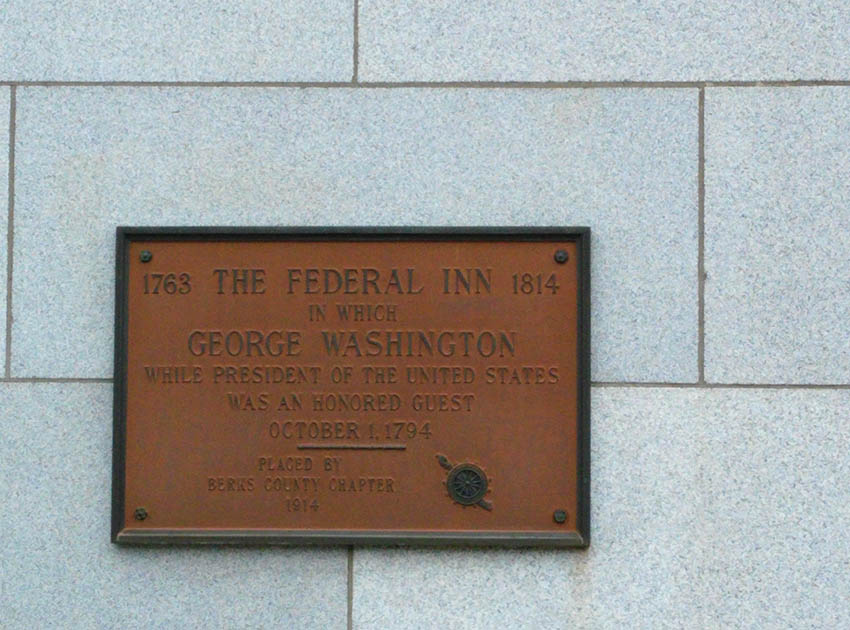 1763 THE FEDERAL INN 1814
IN WHICH
GEORGE WASHINGTON
WHILE PRESIDENT OF THE UNITED STATES
WAS AN HONORED GUEST
OCTOBER 1, 1794
PLACED BY
BERKS COUNTY CHAPTER
1914